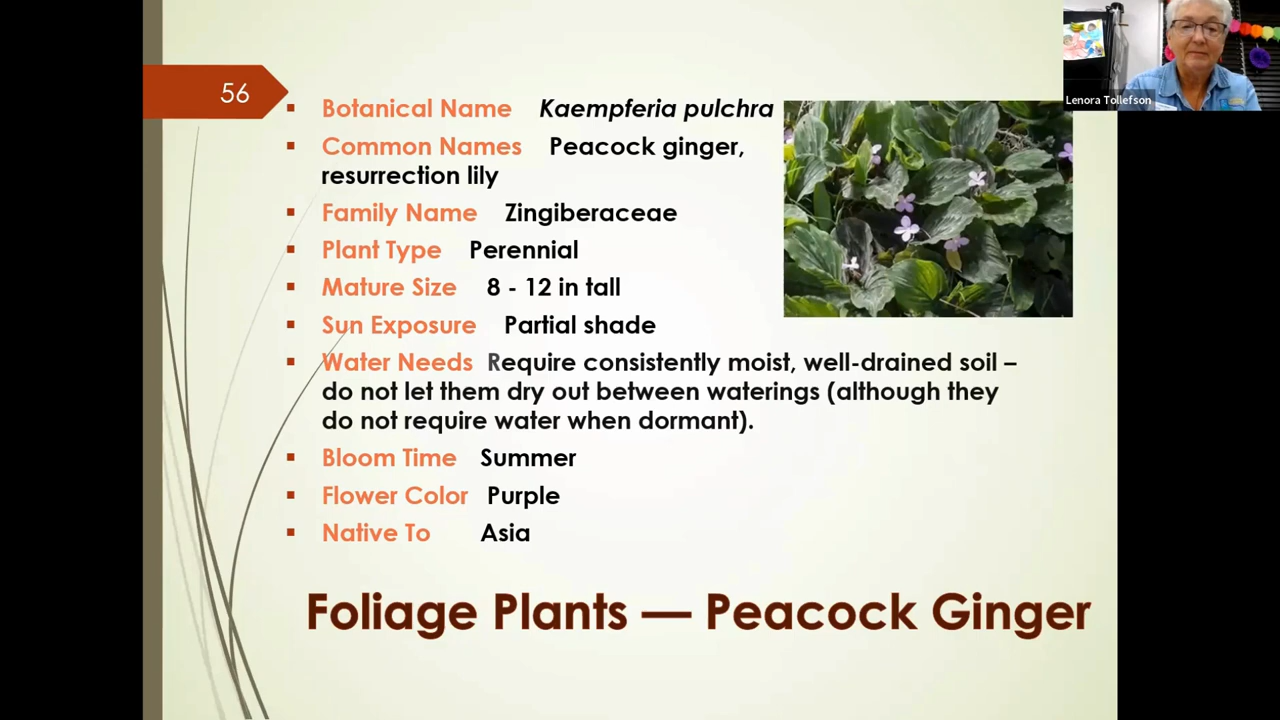 56
Botanical Name Kaempferia pulchra
Common Names Peacock ginger,
resurrection lily
Family Name Zingiberaceae
Plant Type Perennial
Mature Size 8 - 12 in tall
Sun Exposure Partial shade
Water Needs Require consistently moist, well-drained soil –
do not let them dry out between waterings (although they
do not require water when dormant).
Bloom Time Summer
Flower Color Purple
Native To Asia
Foliage Plants — Peacock Ginger
Lenora Tollefson